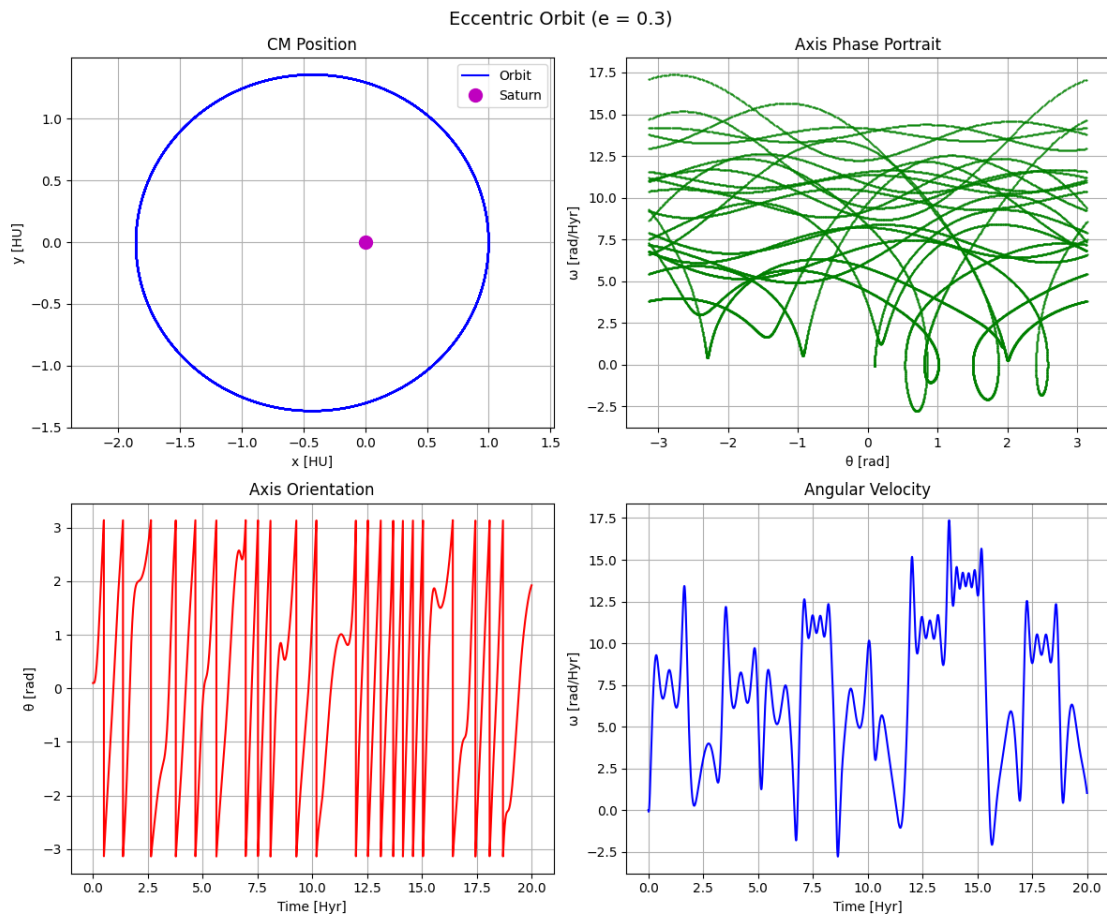 Eccentric Orbit (e = 0.3)
CM Position
Orbit
Saturn
1.0
0.5
0.0
−0.5
−1.0
−1.5
y [HU]
−2.0 −1.5 −1.0 −0.5 0.0 0.5 1.0 1.5
x [HU]
Axis Phase Portrait
17.5
15.0
12.5
10.0
7.5
5.0
2.5
0.0
−2.5
ω [rad/Hyr]
−3 −2 −1 0 1 2 3
θ [rad]
Axis Orientation
3
2
1
0
−1
−2
−3
θ [rad]
0.0 2.5 5.0 7.5 10.0 12.5 15.0 17.5 20.0
Time [Hyr]
Angular Velocity
17.5
15.0
12.5
10.0
7.5
5.0
2.5
0.0
−2.5
ω [rad/Hyr]
0.0 2.5 5.0 7.5 10.0 12.5 15.0 17.5 20.0
Time [Hyr]